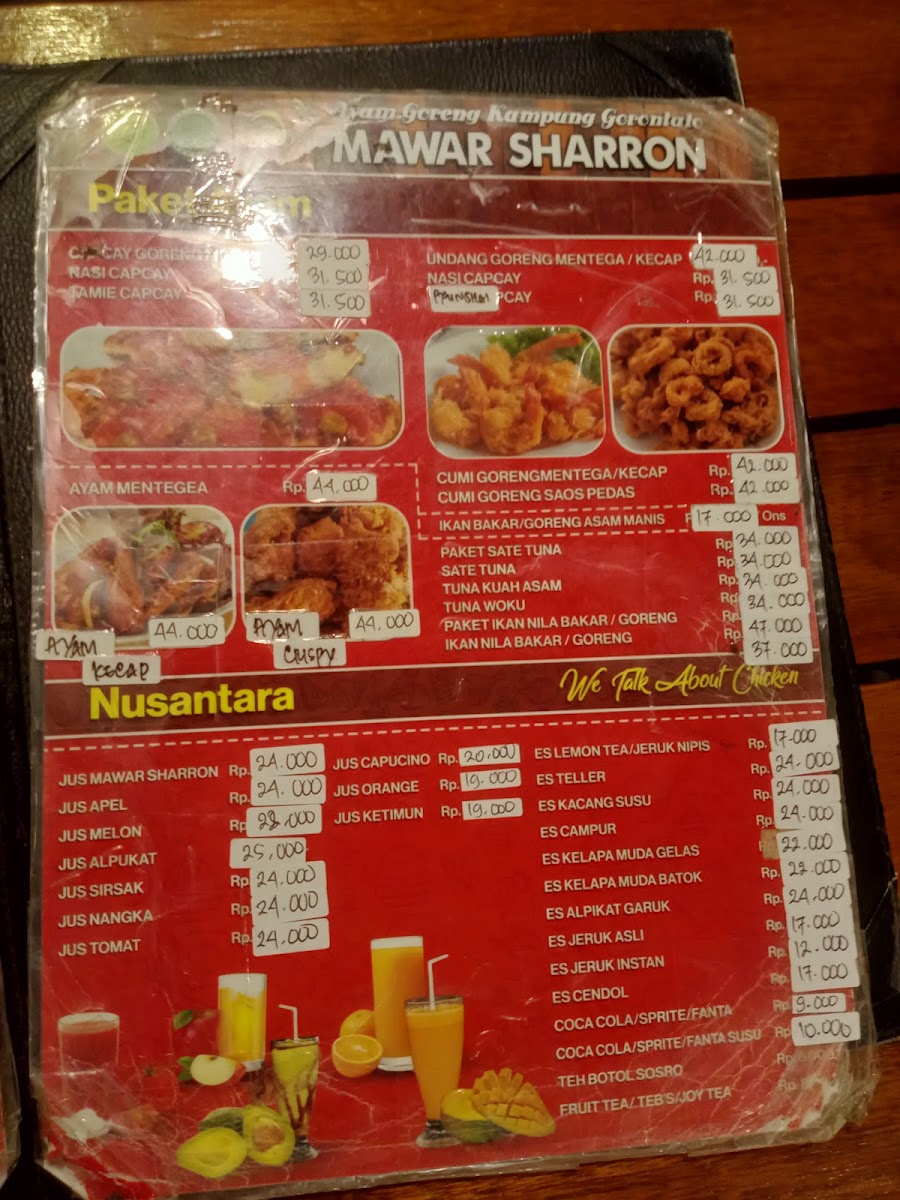 Ayam Goreng Kampung Gorontalo
MAWAR SHARRON
Paket
CAPCAY GORENG 29.000
NASI CAPCAY 31.500
TAMIE CAPCAY 31.500
UNDANG GORENG MENTEGA / KECAP 42.000
NASI CAPCAY Rp. 31.500
PCAY Rp. 31.500
AYAM MENTEGEA Rp. 44.000
AYAM KECAP 44.000
AYAM CRISPY 44.000
CUMI GORENGMENTEGA/KECAP Rp. 42.000
CUMI GORENG SAOS PEDAS Rp. 42.000
IKAN BAKAR/GORENG ASAM MANIS 17.000 /Ons
PAKET SATE TUNA Rp 34.000
SATE TUNA Rp. 34.000
TUNA KUAH ASAM Rp. 34.000
TUNA WOKU Rp 34.000
PAKET IKAN NILA BAKAR / GORENG Rp. 47.000
IKAN NILA BAKAR / GORENG Rp. 37.000
Nusantara
We Talk About Chicken
JUS MAWAR SHARRON Rp. 24.000
JUS APEL Rp. 24.000
JUS MELON Rp 23,000
JUS ALPUKAT 25,000
JUS SIRSAK Rp. 24.000
JUS NANGKA Rp. 24.000
JUS TOMAT Rp. 24.000
JUS CAPUCINO Rp. 20.000
JUS ORANGE Rp. 19.000
JUS KETIMUN Rp. 19.000
ES LEMON TEA/JERUK NIPIS Rp. 17.000
ES TELLER Rp. 24.000
ES KACANG SUSU Rp. 24.000
ES CAMPUR Rp. 24.000
ES KELAPA MUDA GELAS 22.000
ES KELAPA MUDA BATOK Rp. 23.000
ES ALPIKAT GARUK Rp. 24.000
ES JERUK ASLI Rp. 17.000
ES JERUK INSTAN Rp. 12.000
ES CENDOL Rp. 17.000
COCA COLA/SPRITE/FANTA Rp 9.000
COCA COLA/SPRITE/FANTA SUSU Rp. 10.000
TEH BOTOL SOSRO Rp
FRUIT TEA/ TEB'S/JOY TEA Rp